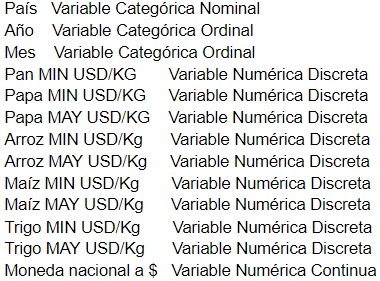 País Variable Categórica Nominal
Año Variable Categórica Ordinal
Mes Variable Categórica Ordinal
Pan MIN USD/KG Variable Numérica Discreta
Papa MIN USD/KG Variable Numérica Discreta
Papa MAY USD/KG Variable Numérica Discreta
Arroz MIN USD/Kg Variable Numérica Discreta
Arroz MAY USD/Kg Variable Numérica Discreta
Maíz MIN USD/Kg Variable Numérica Discreta
Maíz MAY USD/Kg Variable Numérica Discreta
Trigo MIN USD/Kg Variable Numérica Discreta
Trigo MAY USD/Kg Variable Numérica Discreta
Moneda nacional a $ Variable Numérica Continua